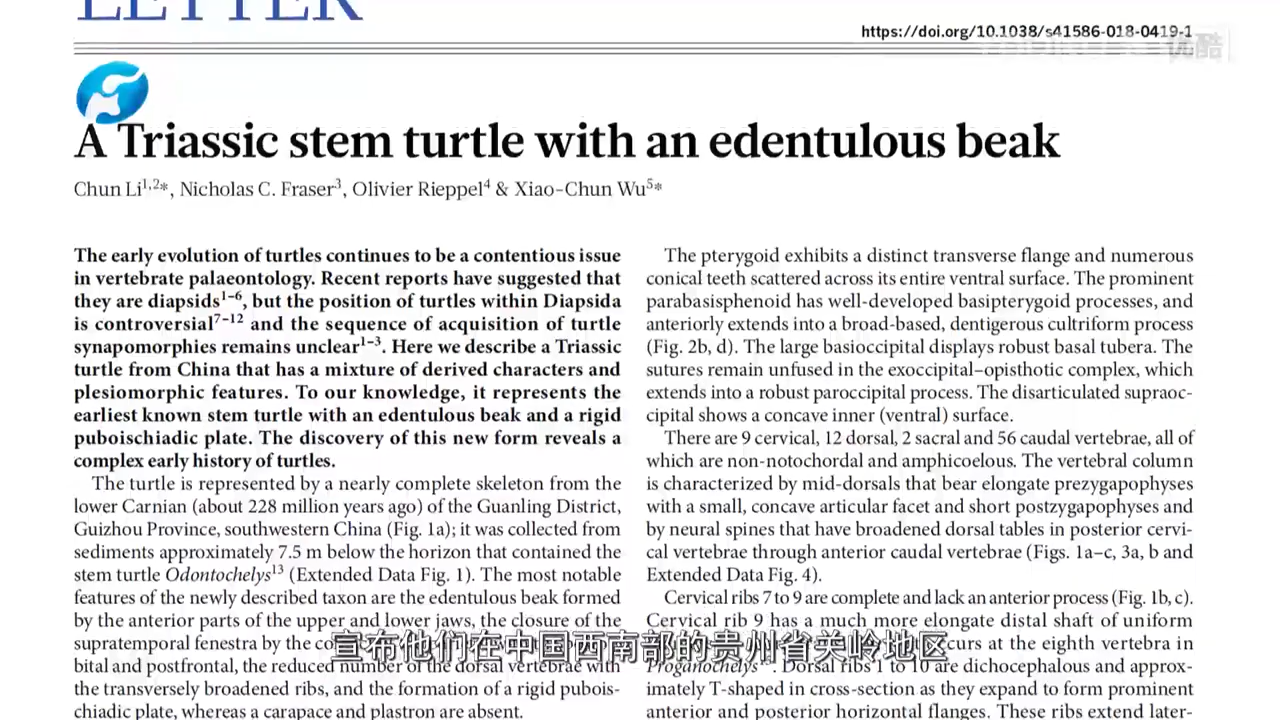 LETTER
https://doi.org/10.1038/s41586-018-0419-1
优酷
A Triassic stem turtle with an edentulous beak
Chun Li1,2*, Nicholas C. Fraser3, Olivier Rieppel4 & Xiao-Chun Wu5*
The early evolution of turtles continues to be a contentious issue
in vertebrate palaeontology. Recent reports have suggested that
they are diapsids1–6, but the position of turtles within Diapsida
is controversial7–12 and the sequence of acquisition of turtle
synapomorphies remains unclear1–3. Here we describe a Triassic
turtle from China that has a mixture of derived characters and
plesiomorphic features. To our knowledge, it represents the
earliest known stem turtle with an edentulous beak and a rigid
puboischiadic plate. The discovery of this new form reveals a
complex early history of turtles.
The turtle is represented by a nearly complete skeleton from the
lower Carnian (about 228 million years ago) of the Guanling District,
Guizhou Province, southwestern China (Fig. 1a); it was collected from
sediments approximately 7.5 m below the horizon that contained the
stem turtle Odontochelys13 (Extended Data Fig. 1). The most notable
features of the newly described taxon are the edentulous beak formed
by the anterior parts of the upper and lower jaws, the closure of the
supratemporal fenestra by the
bital and postfrontal, the reduced number of the dorsal vertebrae with
the transversely broadened ribs, and the formation of a rigid pubois-
chiadic plate, whereas a carapace and plastron are absent.
The pterygoid exhibits a distinct transverse flange and numerous
conical teeth scattered across its entire ventral surface. The prominent
parabasisphenoid has well-developed basipterygoid processes, and
anteriorly extends into a broad-based, dentigerous cultriform process
(Fig. 2b, d). The large basioccipital displays robust basal tubera. The
sutures remain unfused in the exoccipital–opisthotic complex, which
extends into a robust paroccipital process. The disarticulated supraoc-
cipital shows a concave inner (ventral) surface.
There are 9 cervical, 12 dorsal, 2 sacral and 56 caudal vertebrae, all of
which are non-notochordal and amphicoelous. The vertebral column
is characterized by mid-dorsals that bear elongate prezygapophyses
with a small, concave articular facet and short postzygapophyses and
by neural spines that have broadened dorsal tables in posterior cervi-
cal vertebrae through anterior caudal vertebrae (Figs. 1a–c, 3a, b and
Extended Data Fig. 4).
Cervical ribs 7 to 9 are complete and lack an anterior process (Fig. 1b, c).
Cervical rib 9 has a much more elongate distal shaft of uniform
occurs at the eighth vertebra in
Proganochelys. Dorsal ribs 1 to 10 are dichocephalous and approx-
imately T-shaped in cross-section as they expand to form prominent
anterior and posterior horizontal flanges. These ribs extend later-
宣布他们在中国西南部的贵州省关岭地区